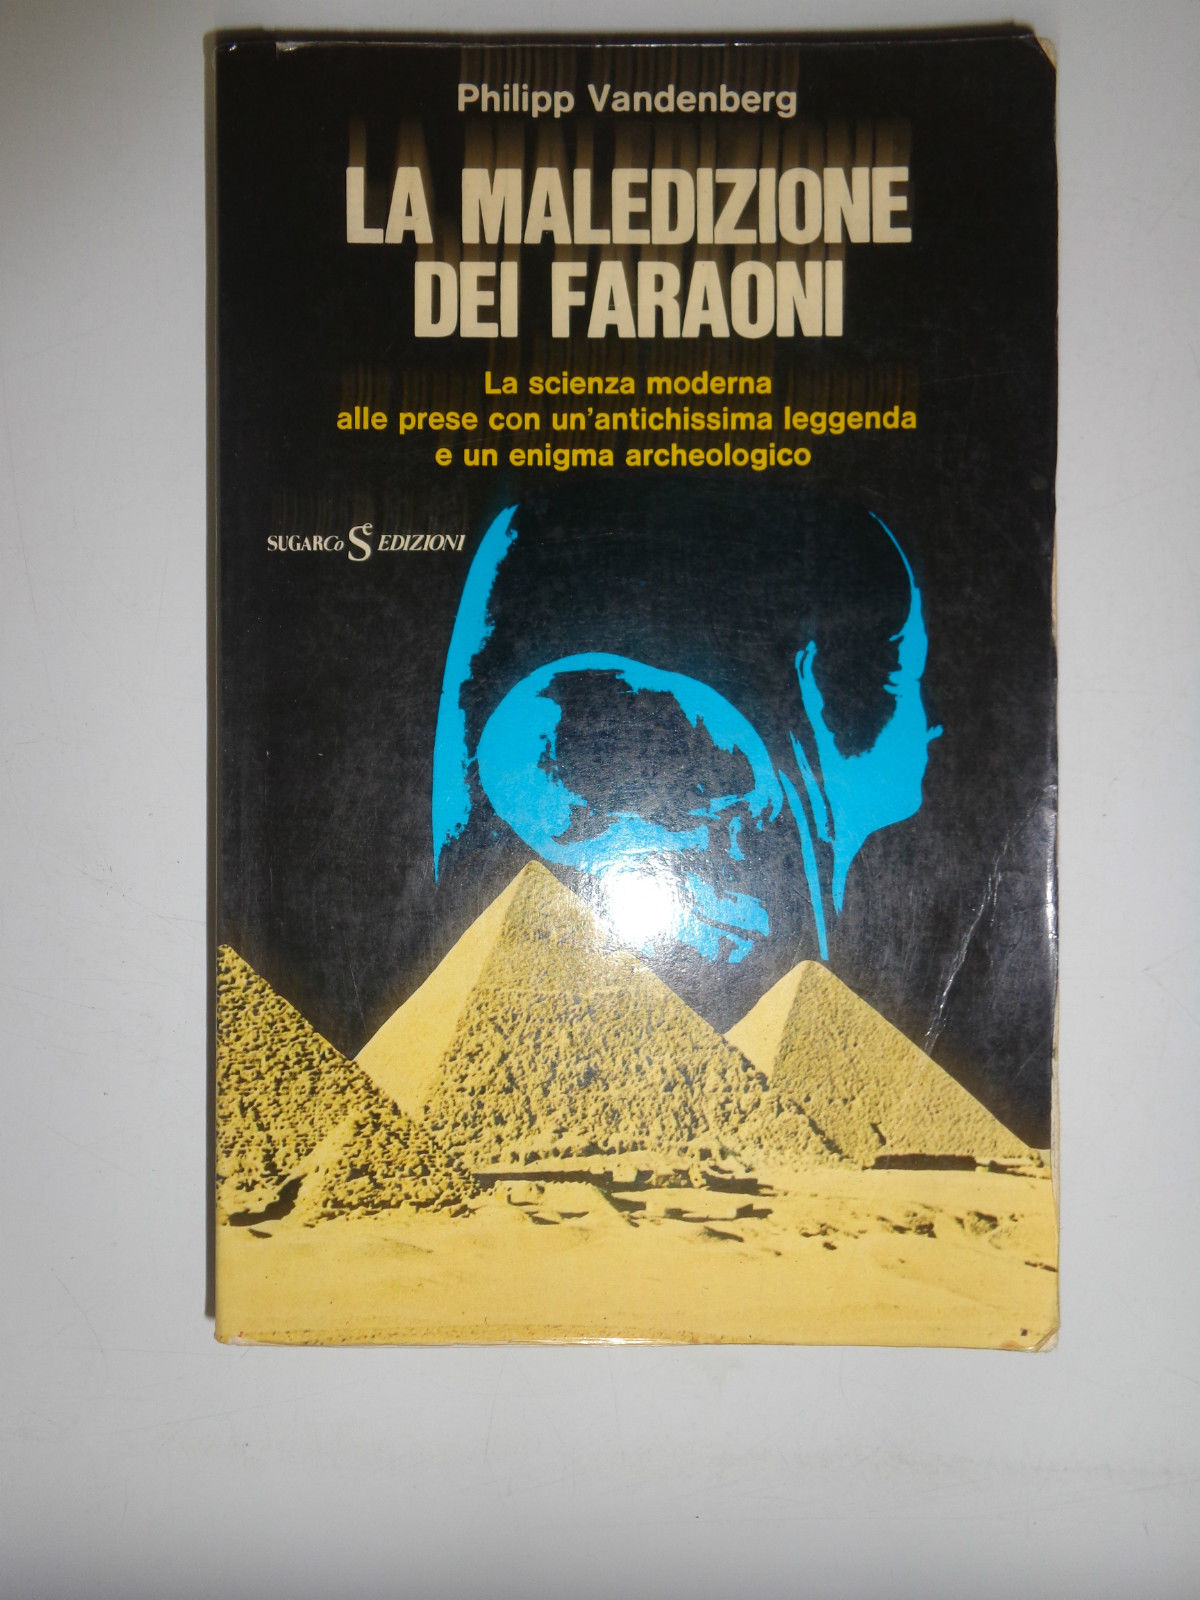 Philipp Vandenberg
LA MALEDIZIONE
DEI FARAONI
La scienza moderna
alle prese con un'antichissima leggenda
e un enigma archeologico
SUGARCo Se EDIZIONI